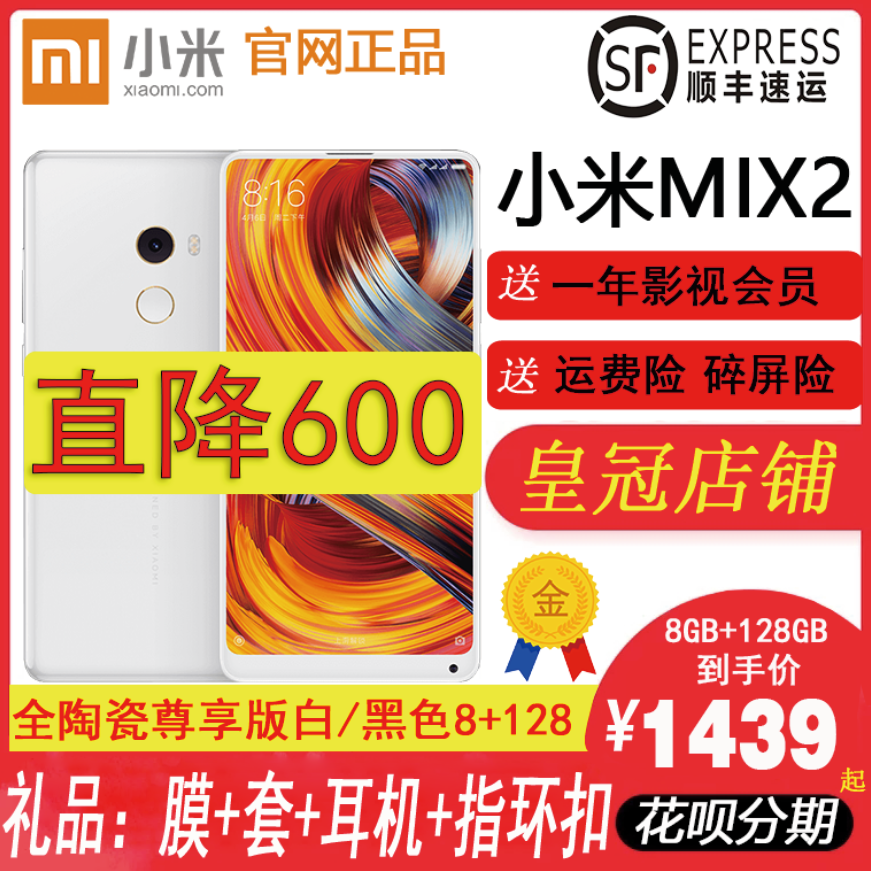 mi 小米 官网正品
xiaomi.com
SF EXPRESS
顺丰速运
小米MIX2
8:16
送 一年影视会员
送 运费险 碎屏险
直降600
皇冠店铺
金
8GB+128GB
到手价
¥1439起
全陶瓷尊享版白/黑色8+128
礼品：膜+套+耳机+指环扣
花呗分期